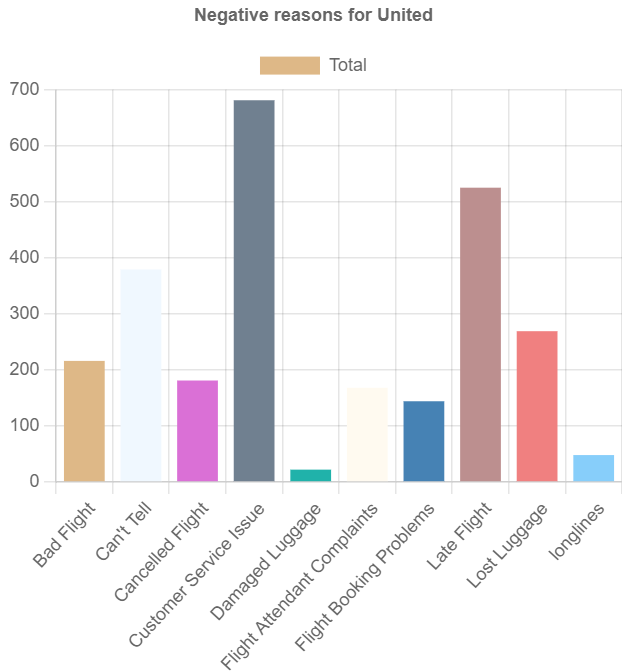 Negative reasons for United
Total
700
600
500
400
300
200
100
0
Bad Flight
Can't Tell
Cancelled Flight
Customer Service Issue
Damaged Luggage
Flight Attendant Complaints
Flight Booking Problems
Late Flight
Lost Luggage
longlines